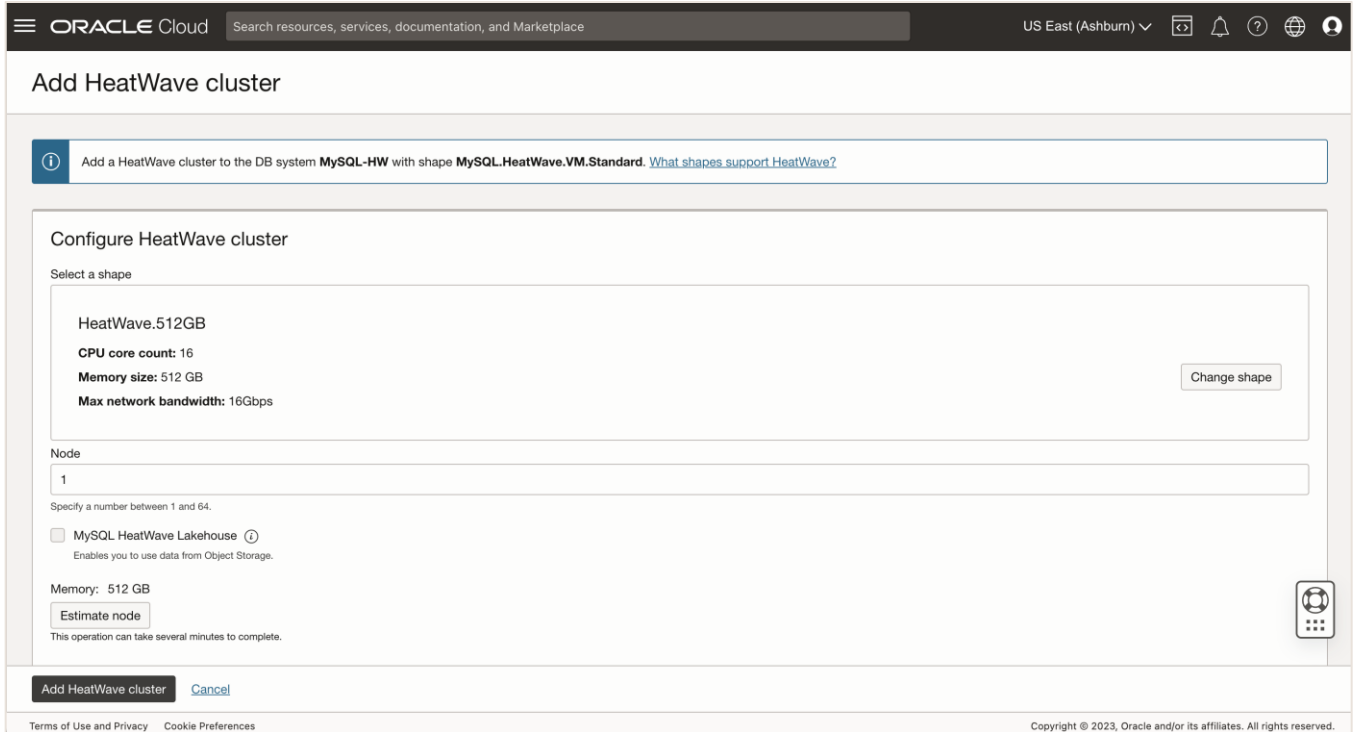 ORACLE Cloud Search resources, services, documentation, and Marketplace US East (Ashburn)
Add HeatWave cluster
Add a HeatWave cluster to the DB system MySQL-HW with shape MySQL.HeatWave.VM.Standard. What shapes support HeatWave?
Configure HeatWave cluster
Select a shape
HeatWave.512GB
CPU core count: 16
Memory size: 512 GB
Max network bandwidth: 16Gbps
Change shape
Node
1
Specify a number between 1 and 64.
MySQL HeatWave Lakehouse
Enables you to use data from Object Storage.
Memory: 512 GB
Estimate node
This operation can take several minutes to complete.
Add HeatWave cluster Cancel
Terms of Use and Privacy Cookie Preferences Copyright © 2023, Oracle and/or its affiliates. All rights reserved.